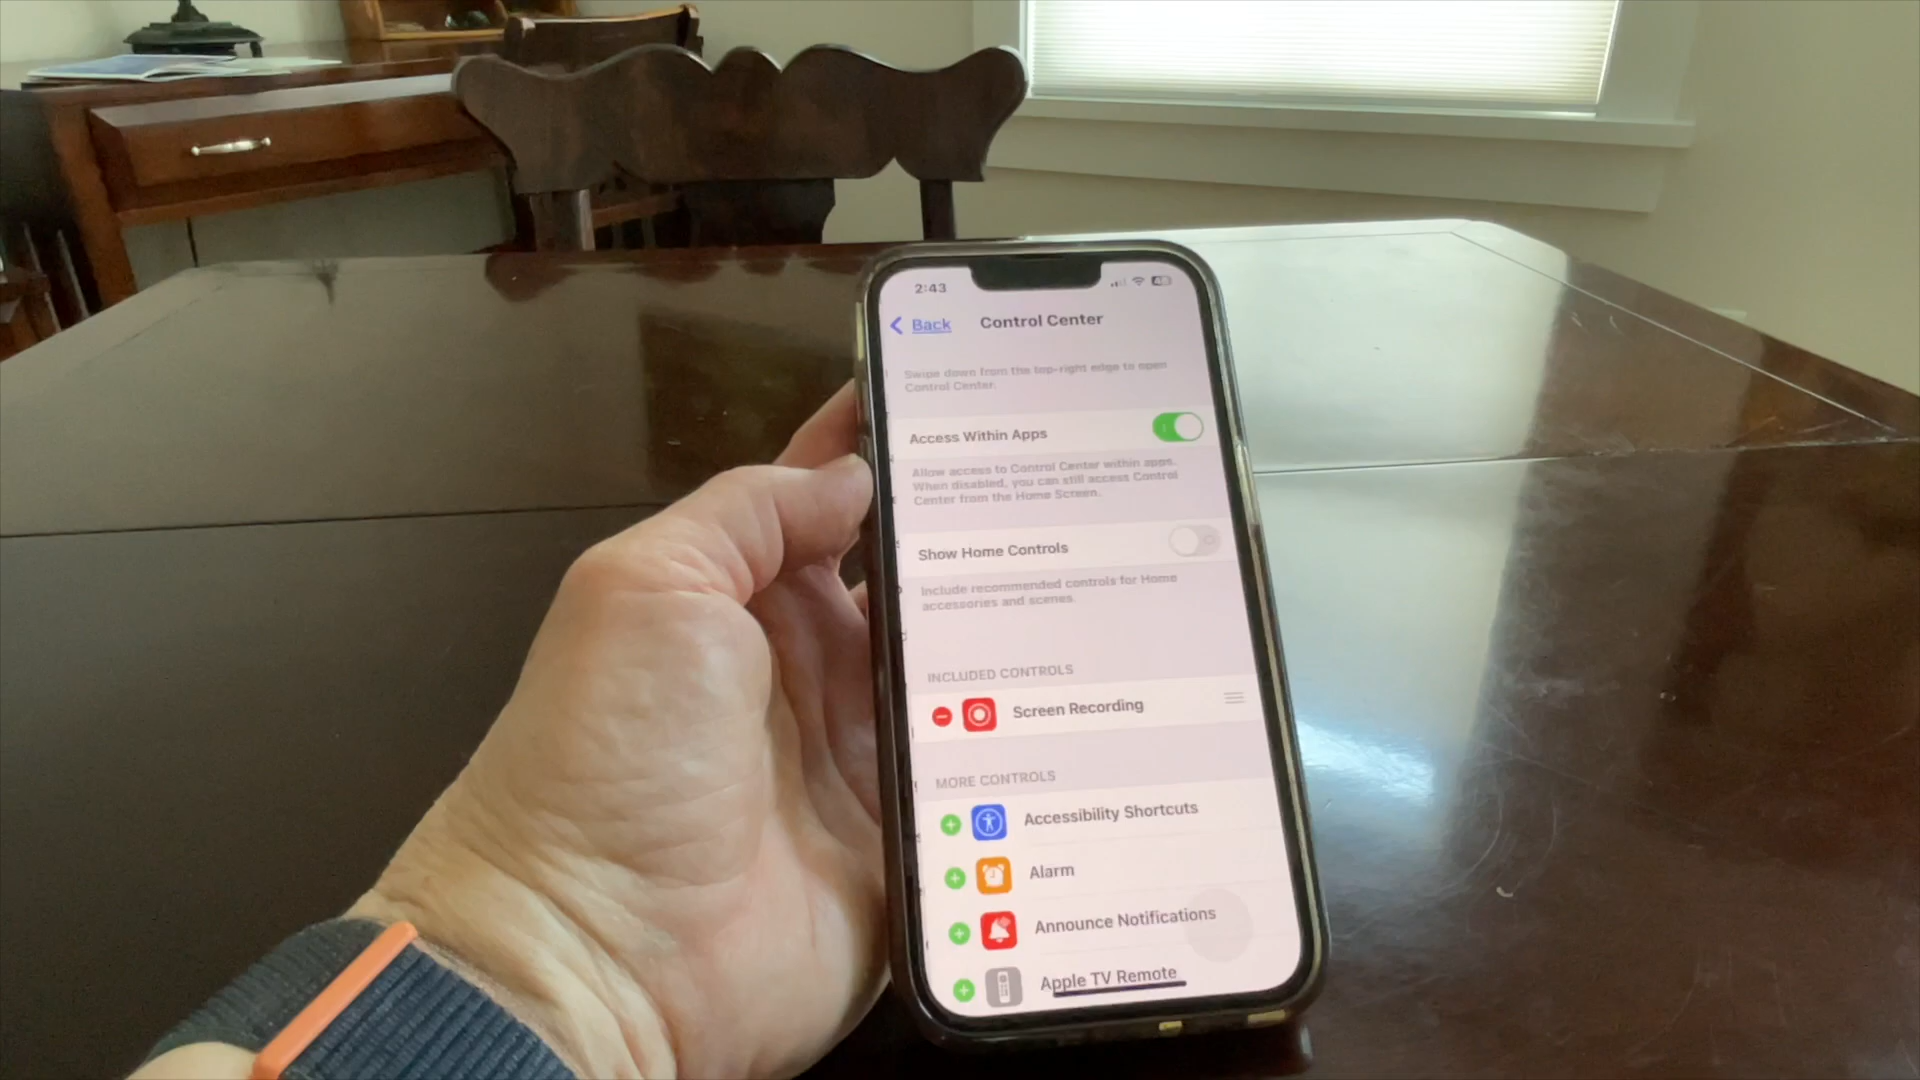 2:43
Back
Control Center
Swipe down from the top-right edge to open
Control Center.
Access Within Apps
Allow access to Control Center within apps.
When disabled, you can still access Control
Center from the Home Screen.
Show Home Controls
Include recommended controls for Home
accessories and scenes.
INCLUDED CONTROLS
Screen Recording
MORE CONTROLS
Accessibility Shortcuts
Alarm
Announce Notifications
Apple TV Remote